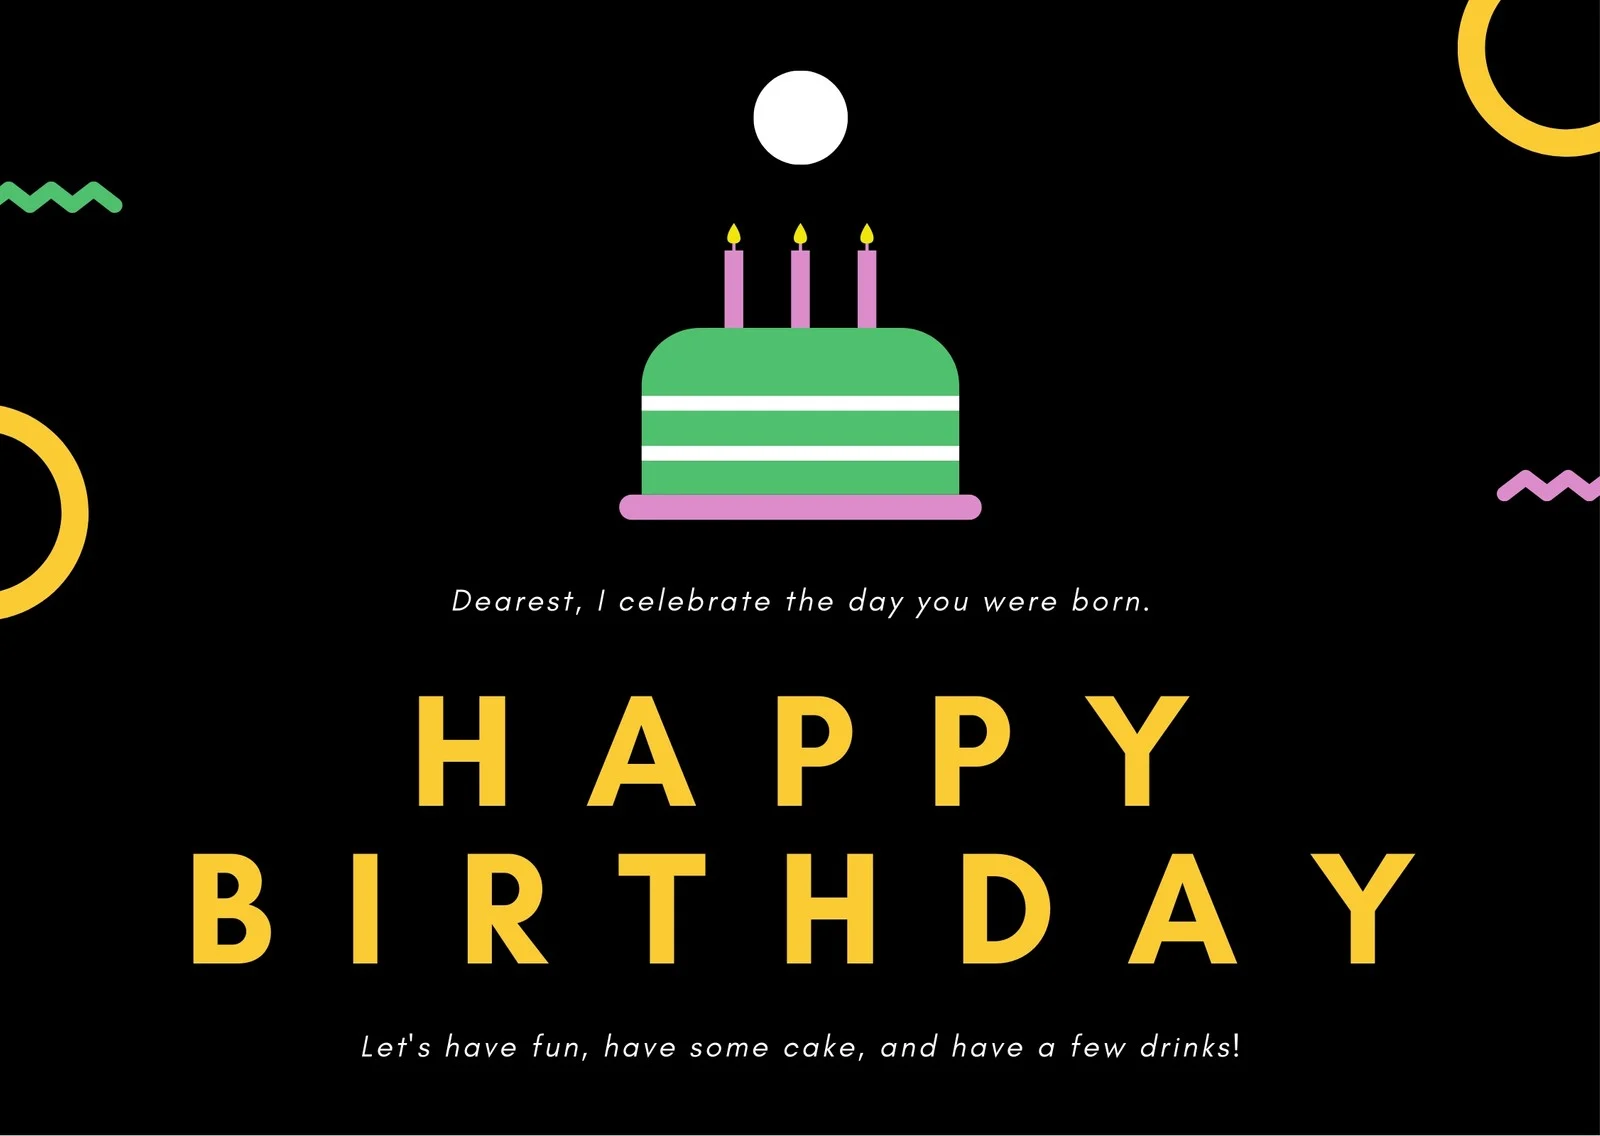 Dearest, I celebrate the day you were born.
HAPPY
BIRTHDAY
Let's have fun, have some cake, and have a few drinks!